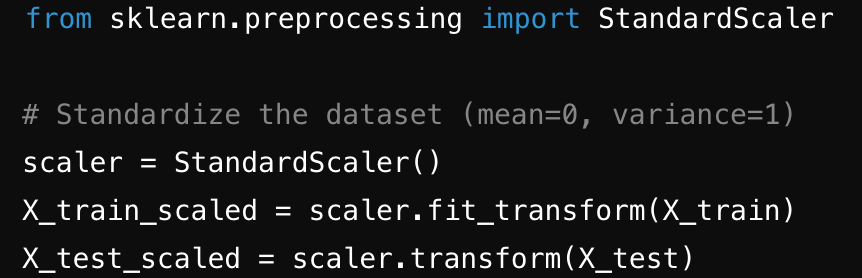 from sklearn.preprocessing import StandardScaler
# Standardize the dataset (mean=0, variance=1)
scaler = StandardScaler()
X_train_scaled = scaler.fit_transform(X_train)
X_test_scaled = scaler.transform(X_test)